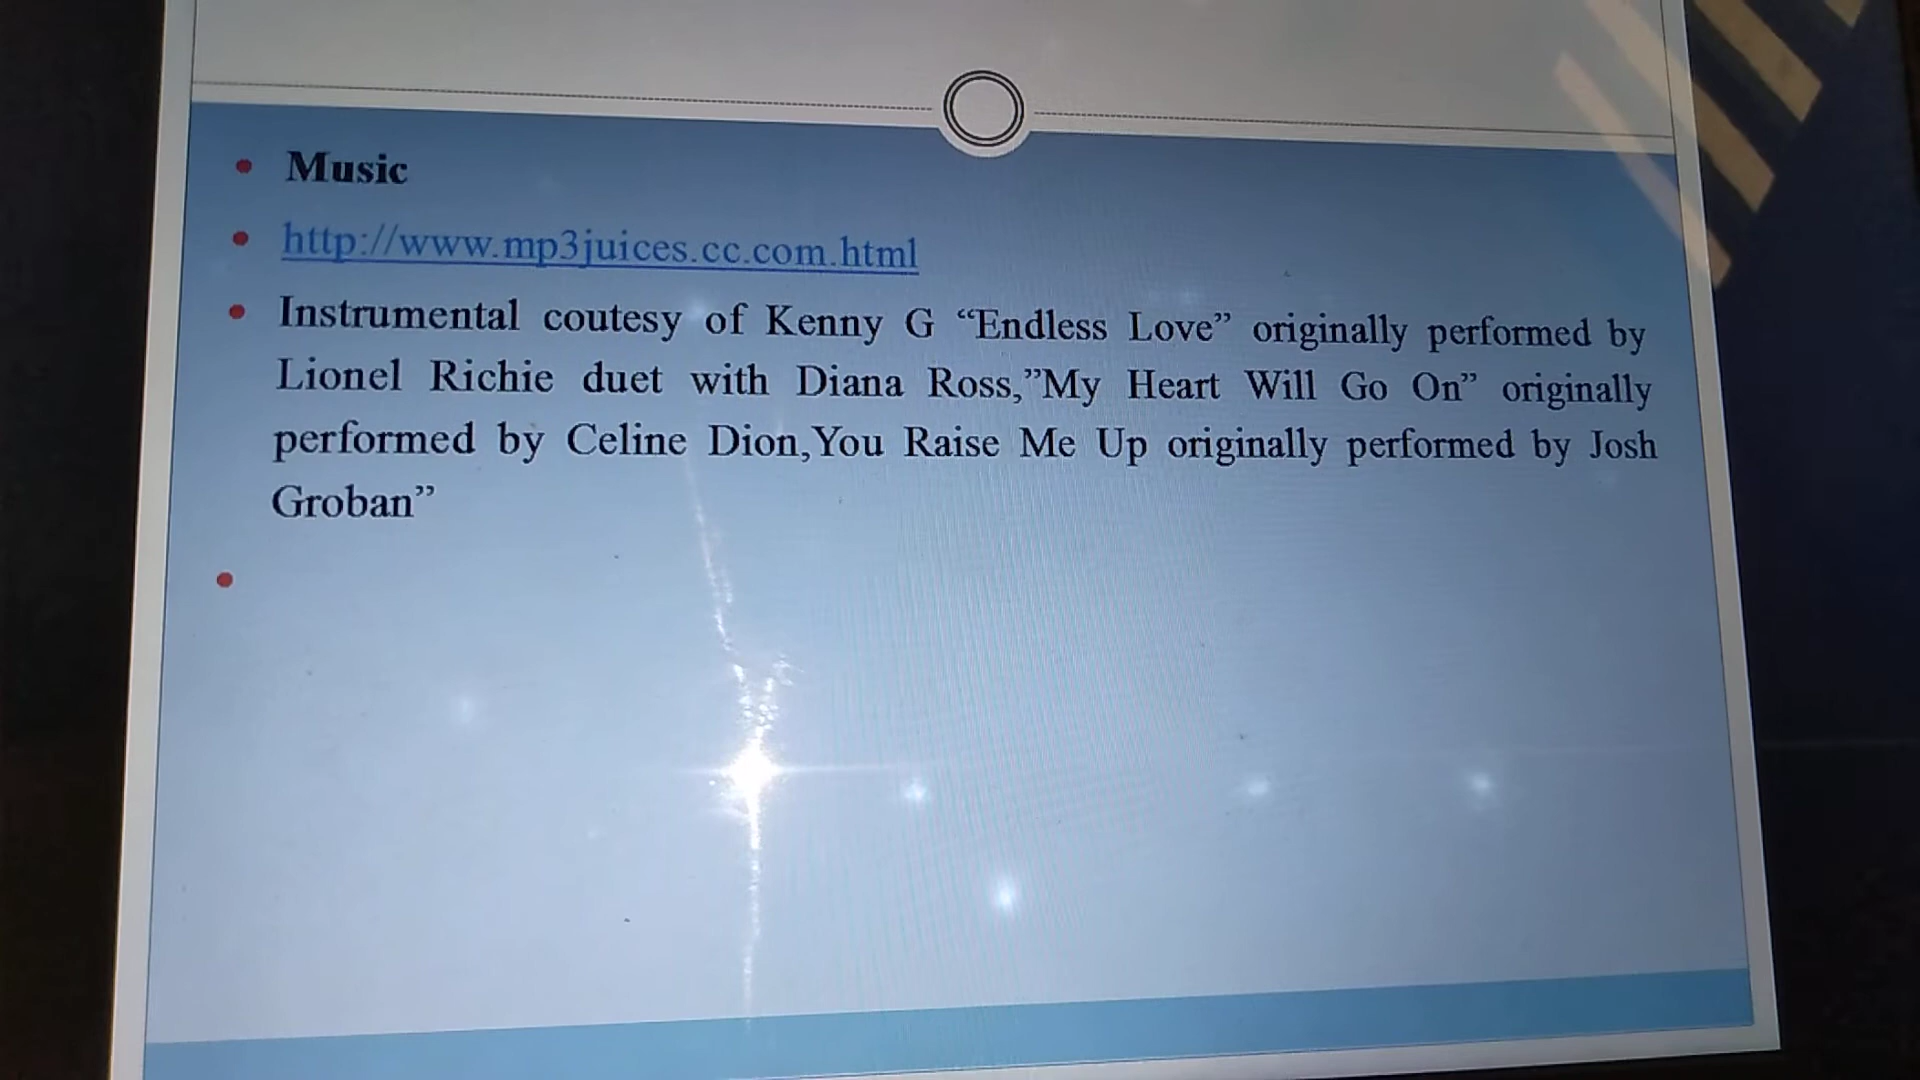 Music
http://www.mp3juices.cc.com.html
Instrumental coutesy of Kenny G “Endless Love” originally performed by
Lionel Richie duet with Diana Ross,”My Heart Will Go On” originally
performed by Celine Dion,You Raise Me Up originally performed by Josh
Groban”